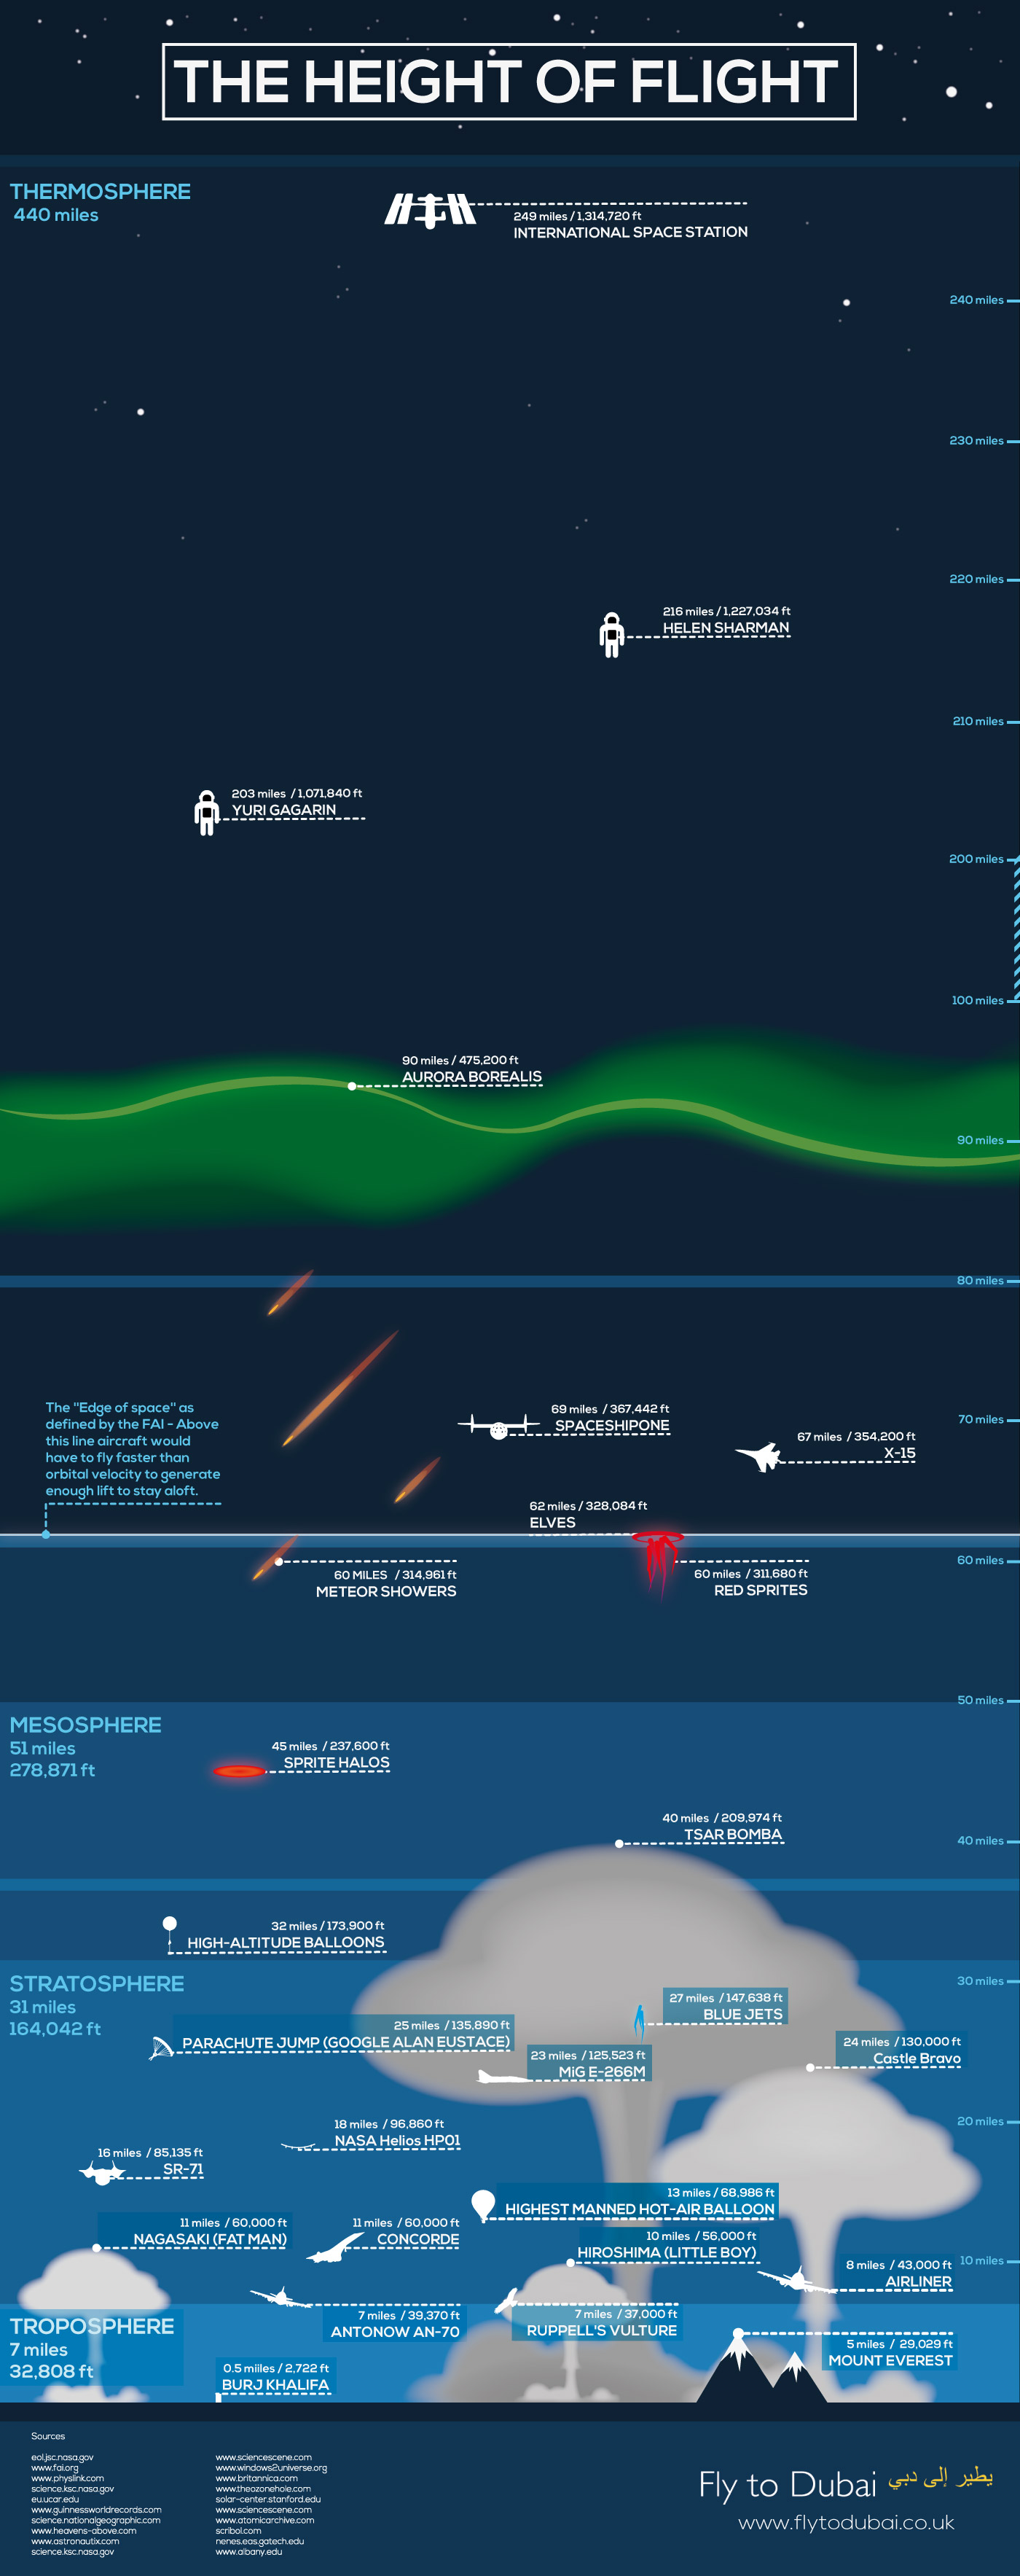 THE HEIGHT OF FLIGHT
THERMOSPHERE
440 miles
249 miles / 1,314,720 ft
INTERNATIONAL SPACE STATION
240 miles
230 miles
220 miles
216 miles / 1,227,034 ft
HELEN SHARMAN
210 miles
203 miles / 1,071,840 ft
YURI GAGARIN
200 miles
100 miles
90 miles / 475,200 ft
AURORA BOREALIS
90 miles
80 miles
The "Edge of space" as
defined by the FAI - Above
this line aircraft would
have to fly faster than
orbital velocity to generate
enough lift to stay aloft.
69 miles / 367,442 ft
SPACESHIPONE
70 miles
67 miles / 354,200 ft
X-15
62 miles / 328,084 ft
ELVES
60 MILES / 314,961 ft
METEOR SHOWERS
60 miles / 311,680 ft
RED SPRITES
60 miles
50 miles
MESOSPHERE
51 miles
278,871 ft
45 miles / 237,600 ft
SPRITE HALOS
40 miles / 209,974 ft
TSAR BOMBA
40 miles
32 miles / 173,900 ft
HIGH-ALTITUDE BALLOONS
STRATOSPHERE
31 miles
164,042 ft
30 miles
27 miles / 147,638 ft
BLUE JETS
25 miles / 135,890 ft
PARACHUTE JUMP (GOOGLE ALAN EUSTACE)
24 miles / 130,000 ft
Castle Bravo
23 miles / 125,523 ft
MiG E-266M
20 miles
18 miles / 96,860 ft
NASA Helios HP01
16 miles / 85,135 ft
SR-71
13 miles / 68,986 ft
HIGHEST MANNED HOT-AIR BALLOON
11 miles / 60,000 ft
NAGASAKI (FAT MAN)
11 miles / 60,000 ft
CONCORDE
10 miles / 56,000 ft
HIROSHIMA (LITTLE BOY)
10 miles
8 miles / 43,000 ft
AIRLINER
TROPOSPHERE
7 miles
32,808 ft
7 miles / 39,370 ft
ANTONOW AN-70
7 miles / 37,000 ft
RUPPELL'S VULTURE
5 miles / 29,029 ft
MOUNT EVEREST
0.5 miiles / 2,722 ft
BURJ KHALIFA
Sources
eol.jsc.nasa.gov
www.fai.org
www.physlink.com
science.ksc.nasa.gov
eu.ucar.edu
www.guinnessworldrecords.com
science.nationalgeographic.com
www.heavens-above.com
www.astronautix.com
science.ksc.nasa.gov
www.sciencescene.com
www.windows2universe.org
www.britannica.com
www.theozonehole.com
solar-center.stanford.edu
www.sciencescene.com
www.atomicarchive.com
scribol.com
nenes.eas.gatech.edu
www.albany.edu
Fly to Dubai يطير إلى دبي
www.flytodubai.co.uk